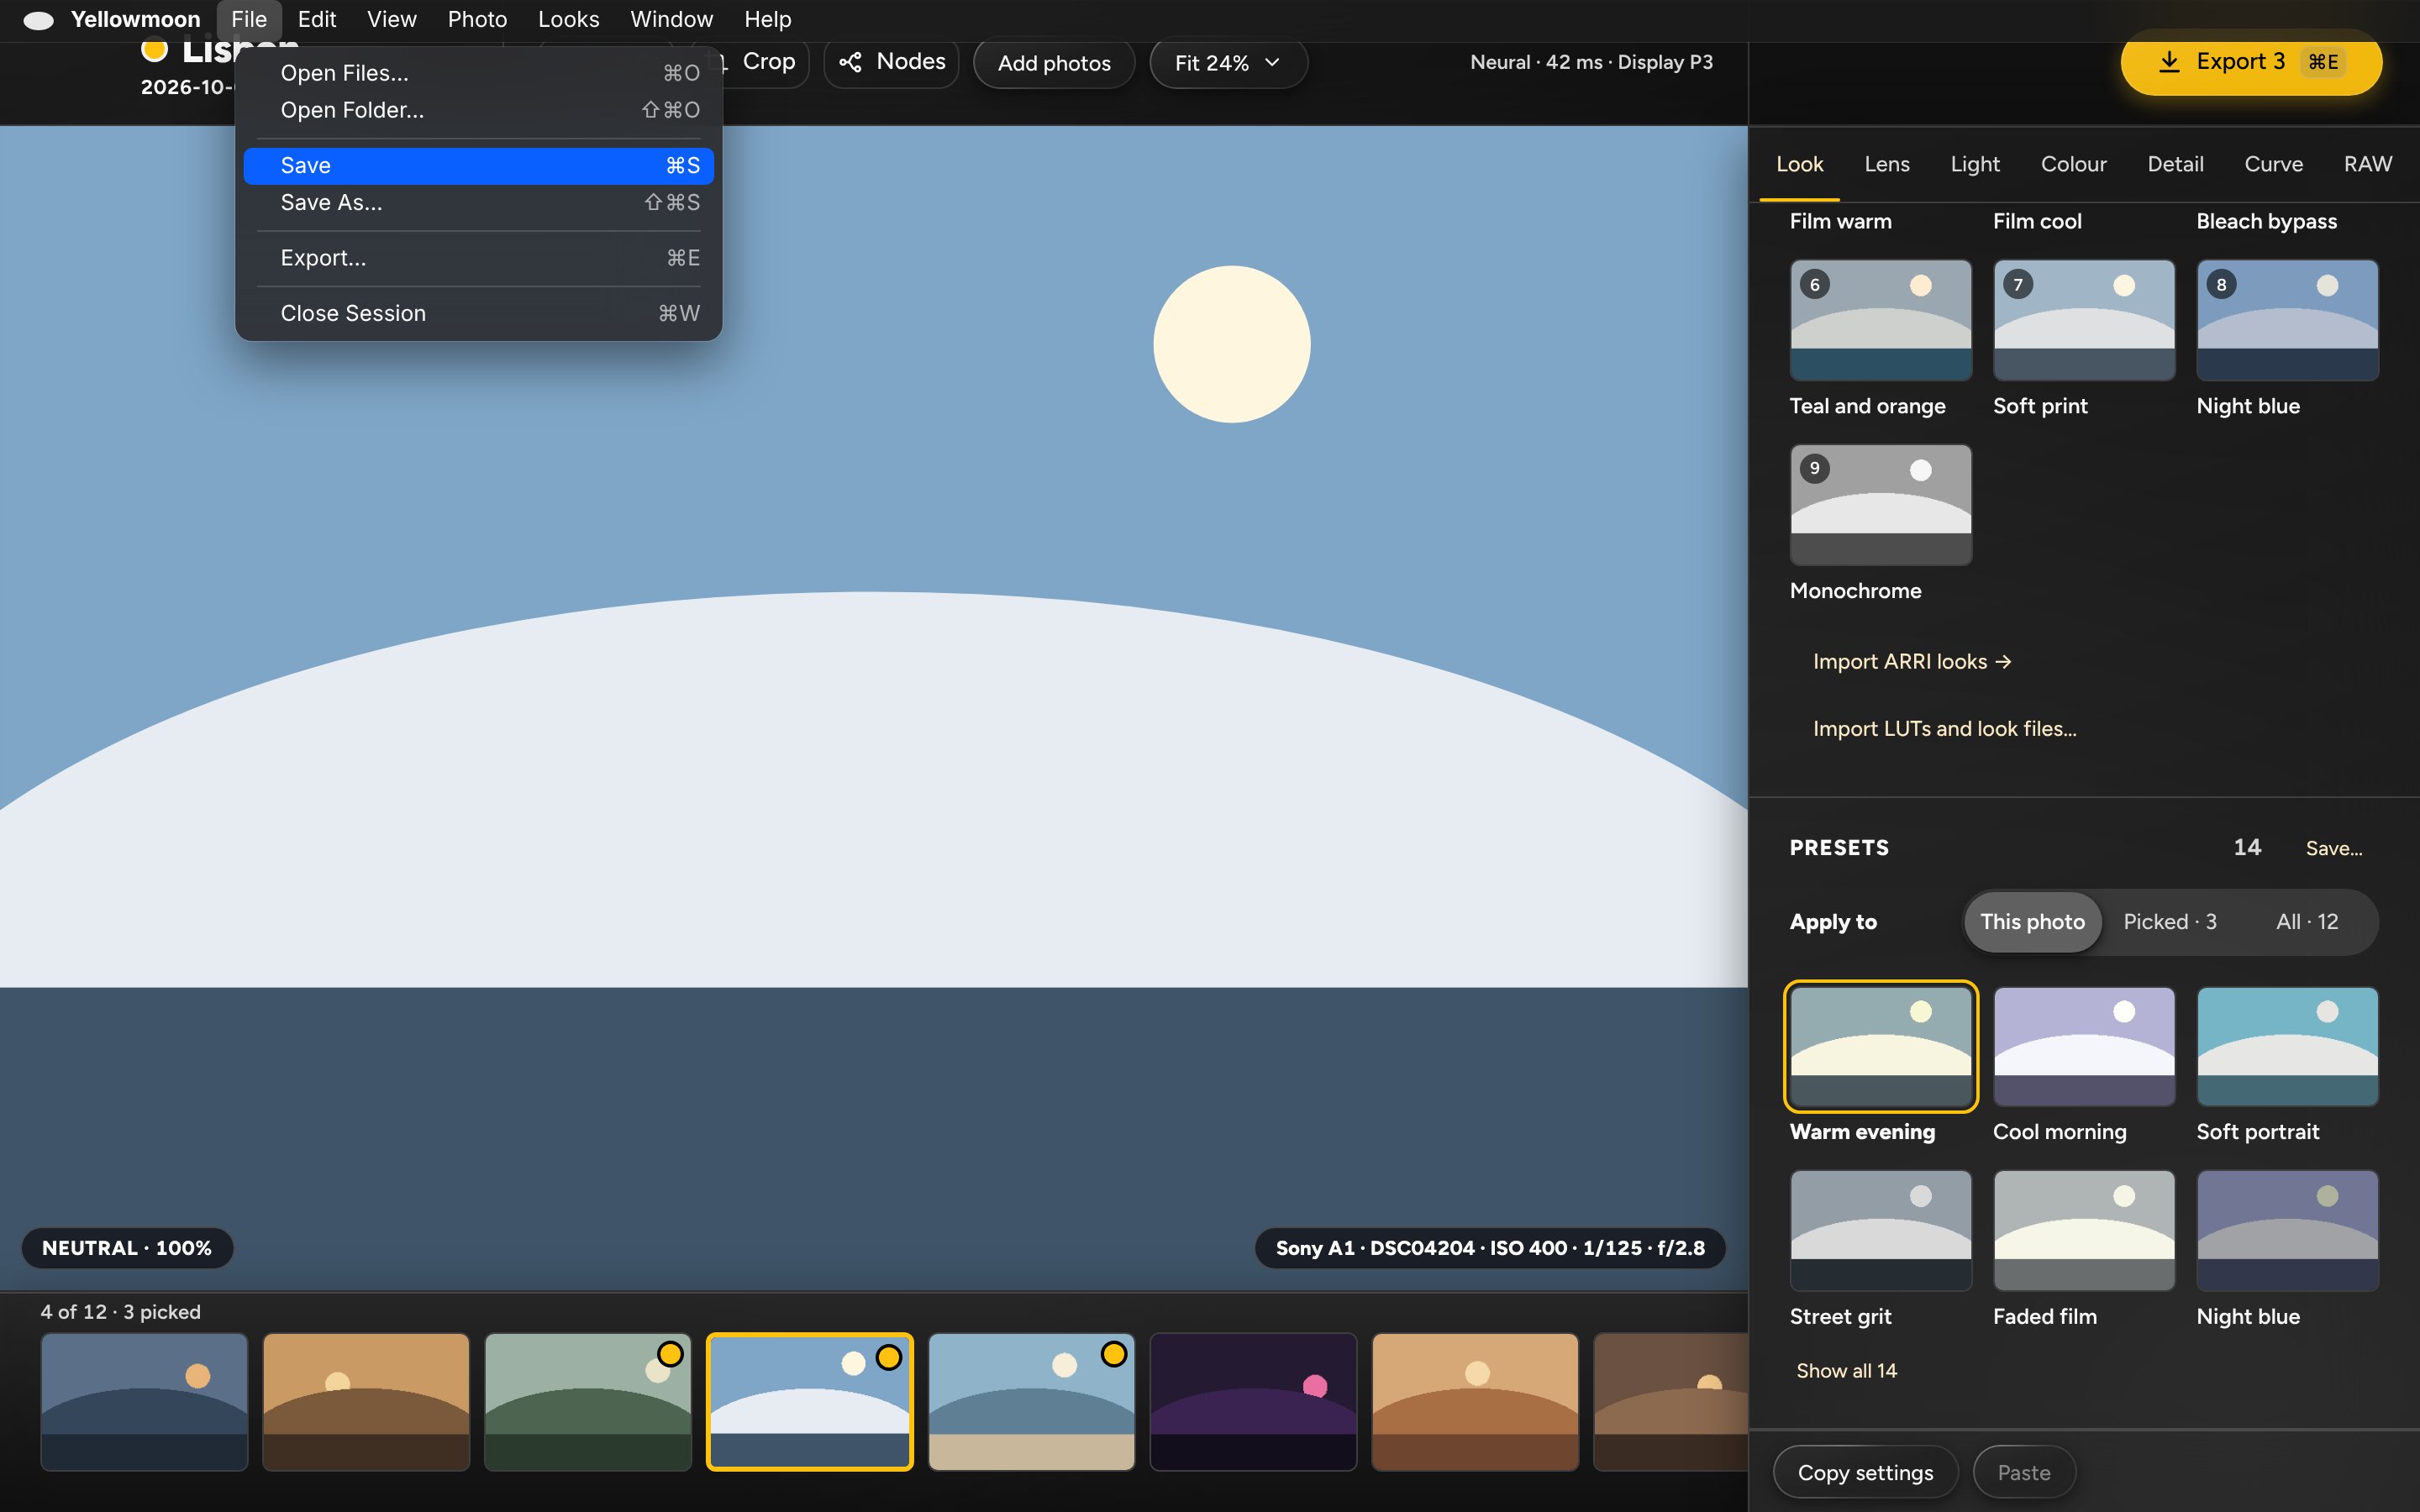 Yellowmoon File Edit View Photo Looks Window Help
2026-10-
Crop Nodes Add photos Fit 24% Neural · 42 ms · Display P3 Export 3 ⌘E
Open Files... ⌘O
Open Folder... ⇧⌘O
Save ⌘S
Save As... ⇧⌘S
Export... ⌘E
Close Session ⌘W
Look Lens Light Colour Detail Curve RAW
Film warm Film cool Bleach bypass
6 7 8
Teal and orange Soft print Night blue
9
Monochrome
Import ARRI looks →
Import LUTs and look files...
PRESETS 14 Save...
Apply to This photo Picked · 3 All · 12
Warm evening Cool morning Soft portrait
Street grit Faded film Night blue
Show all 14
Copy settings Paste
NEUTRAL · 100% Sony A1 · DSC04204 · ISO 400 · 1/125 · f/2.8
4 of 12 · 3 picked